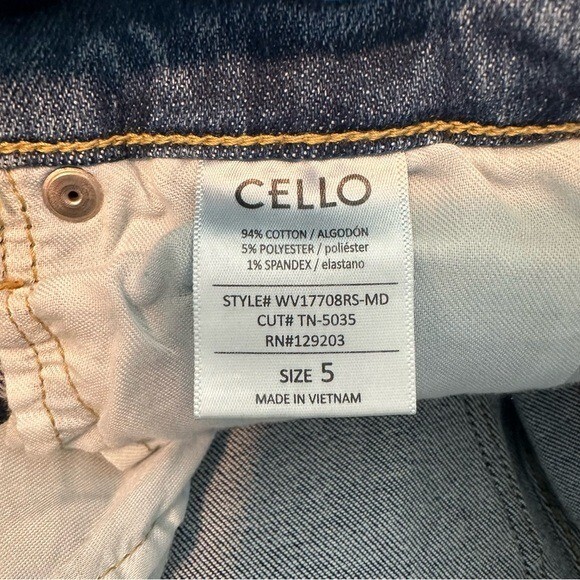 CELLO
94% COTTON / ALGODÓN
5% POLYESTER / poliéster
1% SPANDEX / elastano
STYLE# WV17708RS-MD
CUT# TN-5035
RN#129203
SIZE 5
MADE IN VIETNAM